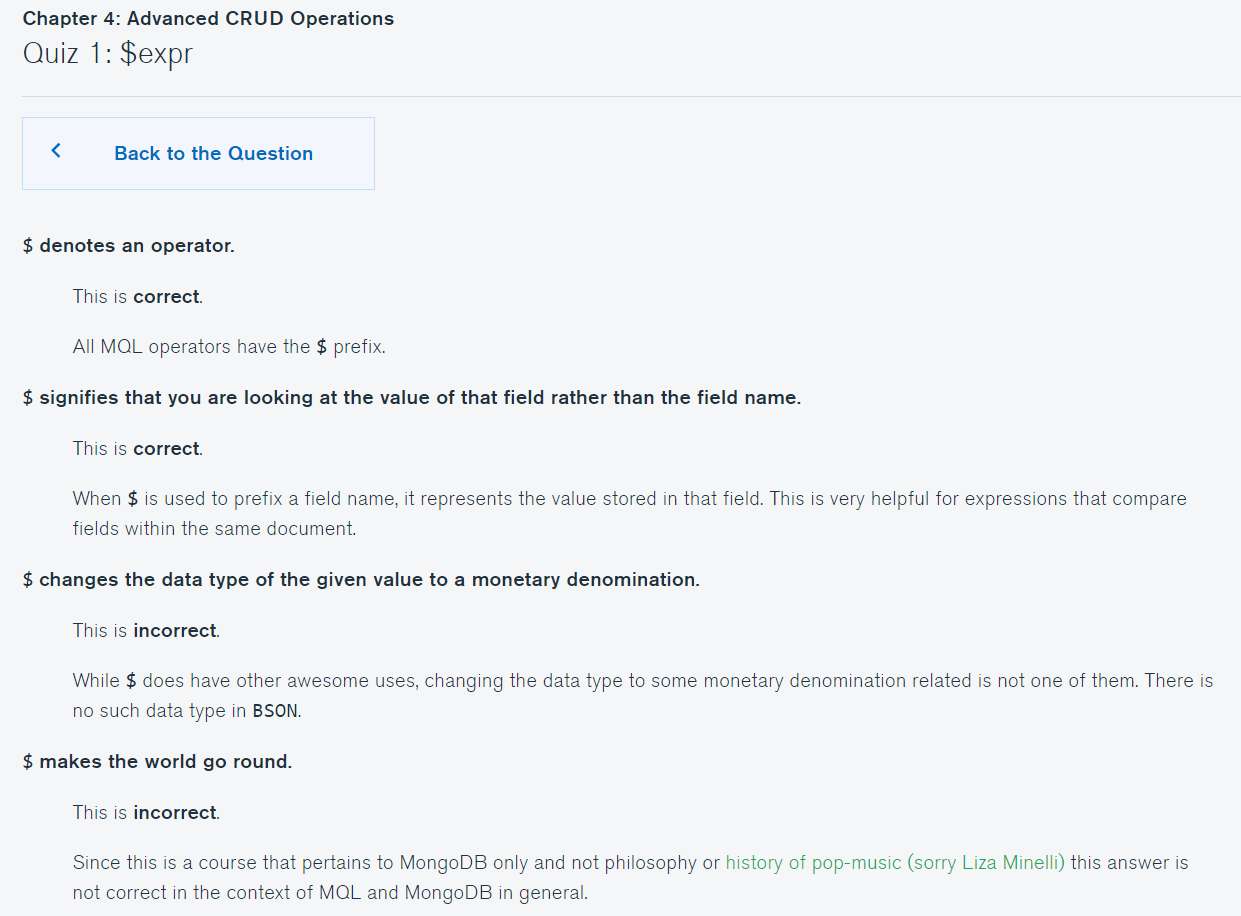 Chapter 4: Advanced CRUD Operations
Quiz 1: $expr
Back to the Question
$ denotes an operator.
This is correct.
All MQL operators have the $ prefix.
$ signifies that you are looking at the value of that field rather than the field name.
This is correct.
When $ is used to prefix a field name, it represents the value stored in that field. This is very helpful for expressions that compare
fields within the same document.
$ changes the data type of the given value to a monetary denomination.
This is incorrect.
While $ does have other awesome uses, changing the data type to some monetary denomination related is not one of them. There is
no such data type in BSON.
$ makes the world go round.
This is incorrect.
Since this is a course that pertains to MongoDB only and not philosophy or history of pop-music (sorry Liza Minelli) this answer is
not correct in the context of MQL and MongoDB in general.